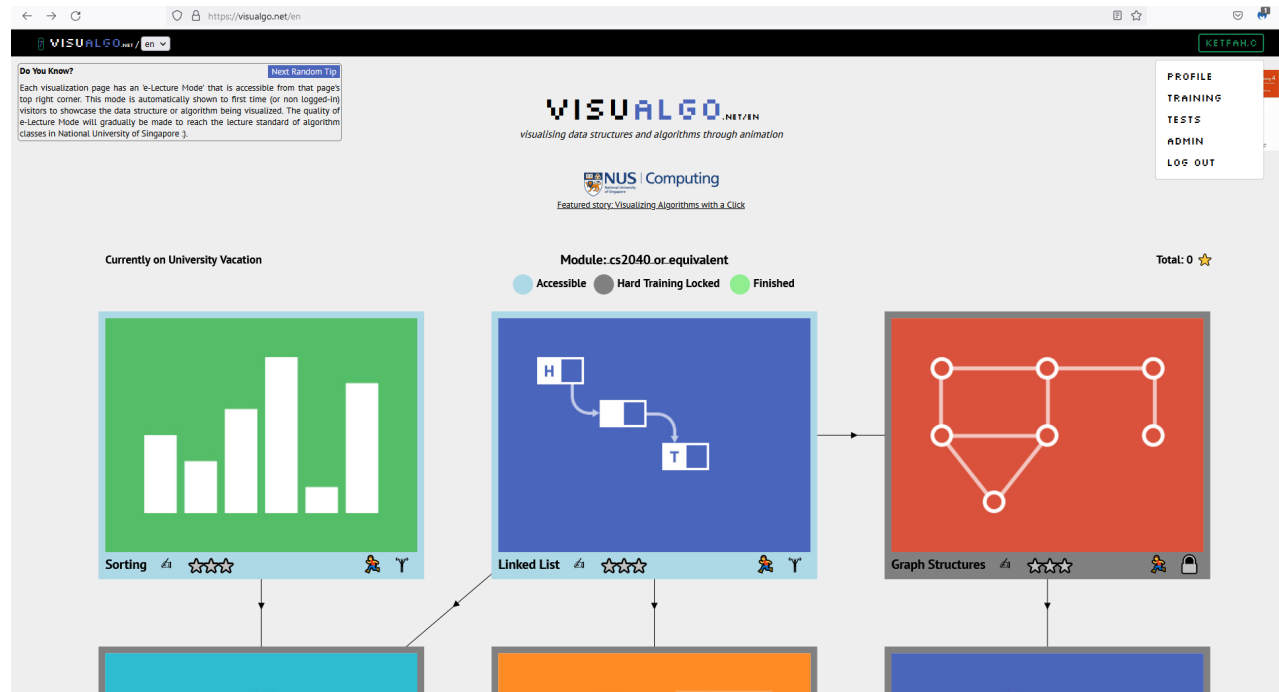 https://visualgo.net/en
7 VISUALGO.NET / en
KETFAH.C
Do You Know?
Next Random Tip
Each visualization page has an 'e-Lecture Mode' that is accessible from that page's
top right corner. This mode is automatically shown to first time (or non logged-in)
visitors to showcase the data structure or algorithm being visualized. The quality of
e-Lecture Mode will gradually be made to reach the lecture standard of algorithm
classes in National University of Singapore :).
PROFILE
TRAINING
TESTS
ADMIN
LOG OUT
VISUALGO.NET/EN
visualising data structures and algorithms through animation
NUS Computing
National University
of Singapore
Featured story: Visualizing Algorithms with a Click
Currently on University Vacation
Module: cs2040 or equivalent
Total: 0
Accessible
Hard Training Locked
Finished
H
T
Sorting
Linked List
Graph Structures